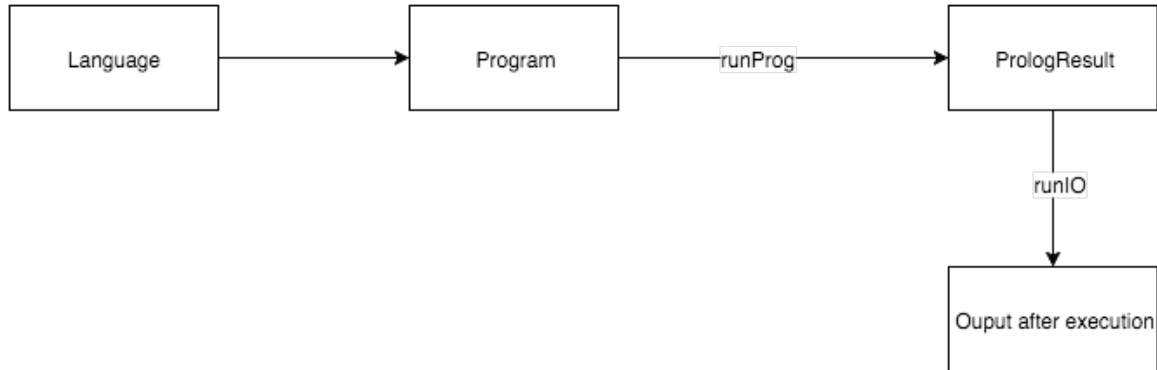 Language
Program
runProg
PrologResult
runIO
Ouput after execution